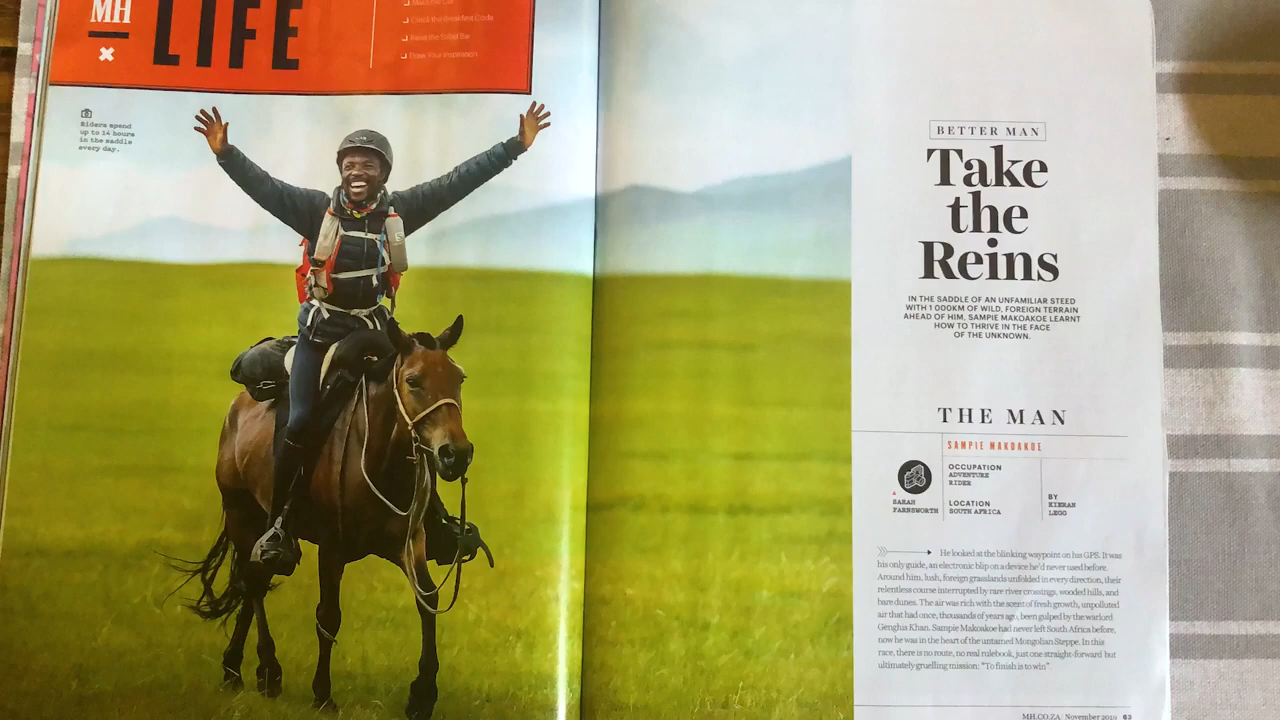 MH
LIFE
Check the Breakfast Code
Raise the Salad Bar
Draw Your Inspiration
Riders spend
up to 14 hours
in the saddle
every day.
BETTER MAN
Take
the
Reins
IN THE SADDLE OF AN UNFAMILIAR STEED
WITH 1 000KM OF WILD, FOREIGN TERRAIN
AHEAD OF HIM, SAMPIE MAKOAKOE LEARNT
HOW TO THRIVE IN THE FACE
OF THE UNKNOWN.
THE MAN
SAMPIE MAKOAKOE
SARAH
FARNSWORTH
OCCUPATION
ADVENTURE
RIDER
LOCATION
SOUTH AFRICA
BY
KIERAN
LEGG
He looked at the blinking waypoint on his GPS. It was
his only guide, an electronic blip on a device he'd never used before.
Around him, lush, foreign grasslands unfolded in every direction, their
relentless course interrupted by rare river crossings, wooded hills, and
bare dunes. The air was rich with the scent of fresh growth, unpolluted
air that had once, thousands of years ago, been gulped by the warlord
Genghis Khan. Sampie Makoakoe had never left South Africa before,
now he was in the heart of the untamed Mongolian Steppe. In this
race, there is no route, no real rulebook, just one straight-forward but
ultimately gruelling mission: "To finish is to win".
MH.CO.ZA November 2019 63